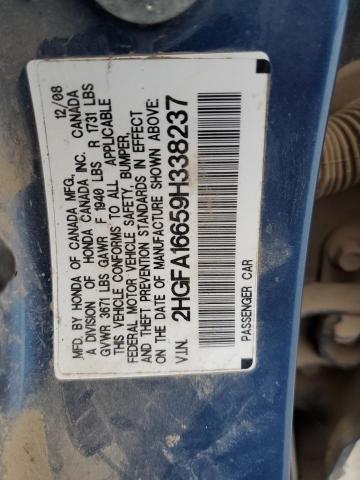 MFD. BY HONDA OF CANADA MFG. 12/08
A DIVISION OF HONDA CANADA INC. CANADA
GVWR 3671 LBS GAWR F 1940 LBS R 1731 LBS
THIS VEHICLE CONFORMS TO ALL APPLICABLE
FEDERAL MOTOR VEHICLE SAFETY, BUMPER,
AND THEFT PREVENTION STANDARDS IN EFFECT
ON THE DATE OF MANUFACTURE SHOWN ABOVE.
V.I.N. 2HGFA16659H338237
PASSENGER CAR